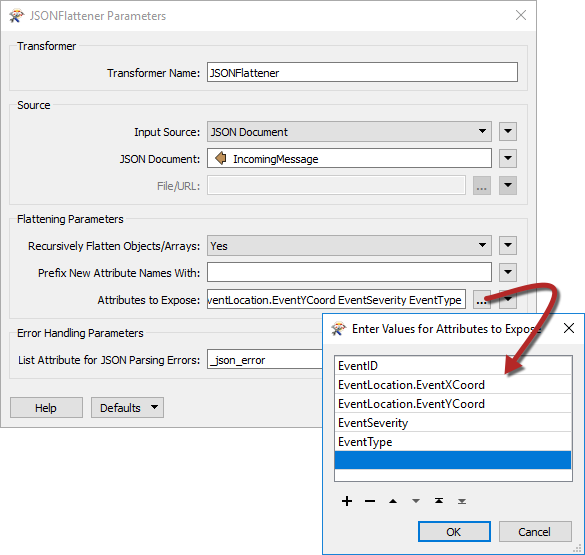 JSONFlattener Parameters
Transformer
Transformer Name: JSONFlattener
Source
Input Source: JSON Document
JSON Document: IncomingMessage
File/URL: ...
Flattening Parameters
Recursively Flatten Objects/Arrays: Yes
Prefix New Attribute Names With:
Attributes to Expose: ventLocation.EventYCoord EventSeverity EventType ...
Error Handling Parameters
List Attribute for JSON Parsing Errors: _json_error
Help Defaults
Enter Values for Attributes to Expose
EventID
EventLocation.EventXCoord
EventLocation.EventYCoord
EventSeverity
EventType
OK Cancel